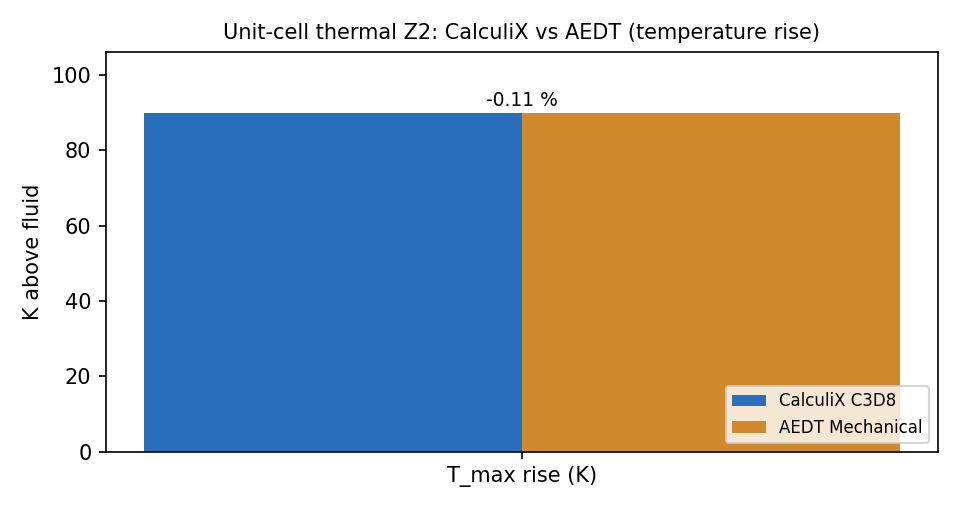 Unit-cell thermal Z2: CalculiX vs AEDT (temperature rise)
-0.11 %
100
80
60
40
20
0
K above fluid
CalculiX C3D8
AEDT Mechanical
T_max rise (K)